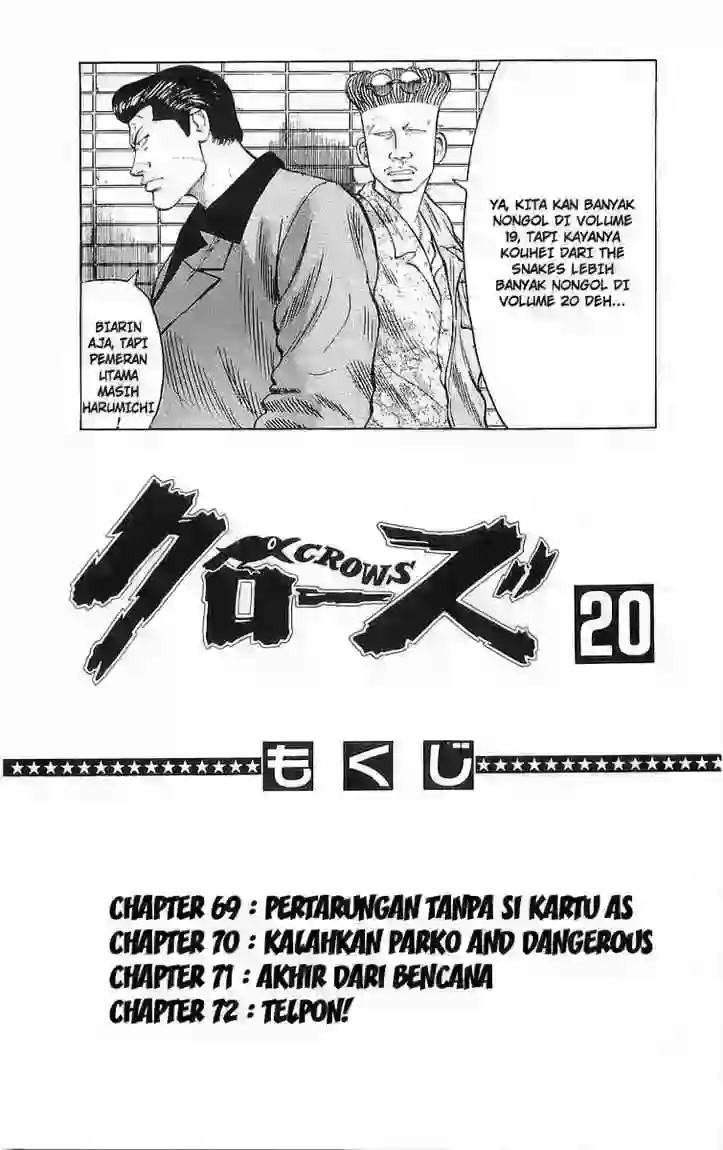 YA, KITA KAN BANYAK
NONGOL DI VOLUME
19, TAPI KAYANYA
KOUHEI DARI THE
SNAKES LEBIH
BANYAK NONGOL DI
VOLUME 20 DEH...
BIARIN
AJA, TAPI
PEMERAN
UTAMA
MASIH
HARUMICHI
!
クローズ
CROWS
20
もくじ
CHAPTER 69 : PERTARUNGAN TANPA SI KARTU AS
CHAPTER 70 : KALAHKAN PARKO AND DANGEROUS
CHAPTER 71 : AKHIR DARI BENCANA
CHAPTER 72 : TELPON!